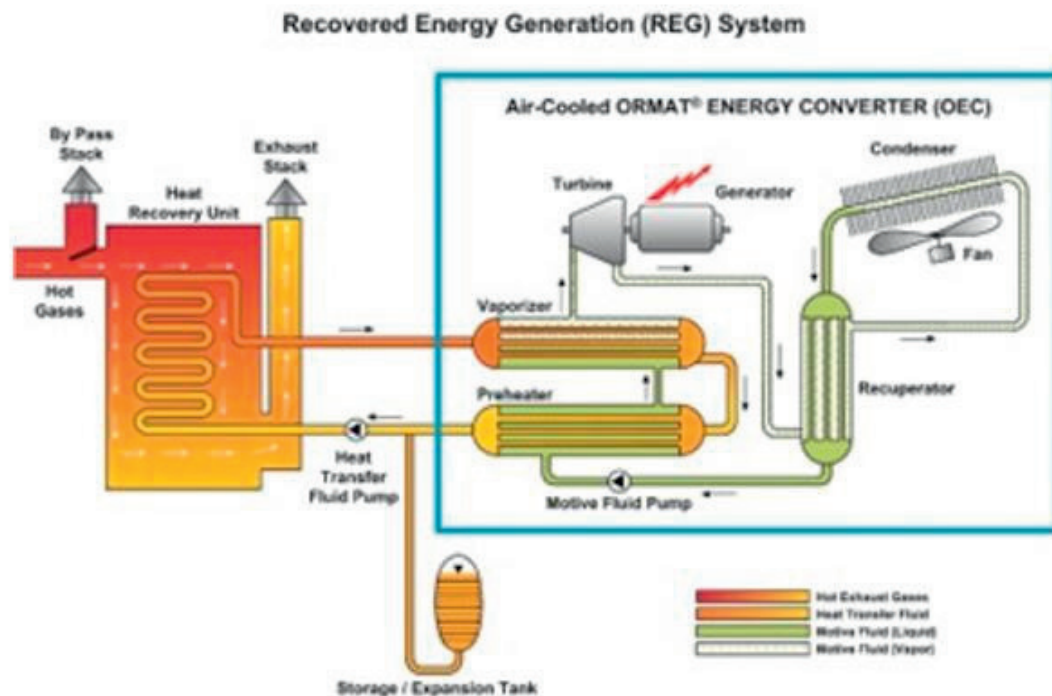 Recovered Energy Generation (REG) System
Air-Cooled ORMAT® ENERGY CONVERTER (OEC)
By Pass
Stack
Exhaust
Stack
Heat
Recovery Unit
Hot
Gases
Turbine
Generator
Condenser
Fan
Vaporizer
Preheater
Recuperator
Heat
Transfer
Fluid Pump
Motive Fluid Pump
Storage / Expansion Tank
Hot Exhaust Gases
Heat Transfer Fluid
Motive Fluid (Liquid)
Motive Fluid (Vapor)